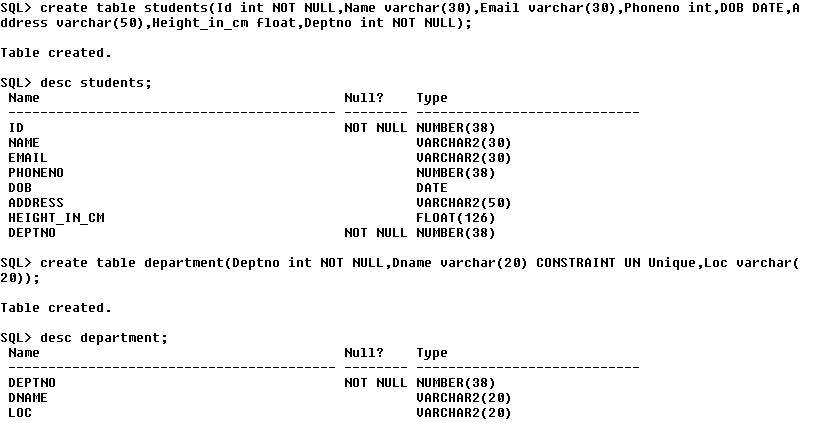 SQL> create table students(Id int NOT NULL,Name varchar(30),Email varchar(30),Phoneno int,DOB DATE,A
ddress varchar(50),Height_in_cm float,Deptno int NOT NULL);
Table created.
SQL> desc students;
Name Null? Type
----------------------------------------- -------- ----------------------------
ID NOT NULL NUMBER(38)
NAME VARCHAR2(30)
EMAIL VARCHAR2(30)
PHONENO NUMBER(38)
DOB DATE
ADDRESS VARCHAR2(50)
HEIGHT_IN_CM FLOAT(126)
DEPTNO NOT NULL NUMBER(38)
SQL> create table department(Deptno int NOT NULL,Dname varchar(20) CONSTRAINT UN Unique,Loc varchar(
20));
Table created.
SQL> desc department;
Name Null? Type
----------------------------------------- -------- ----------------------------
DEPTNO NOT NULL NUMBER(38)
DNAME VARCHAR2(20)
LOC VARCHAR2(20)